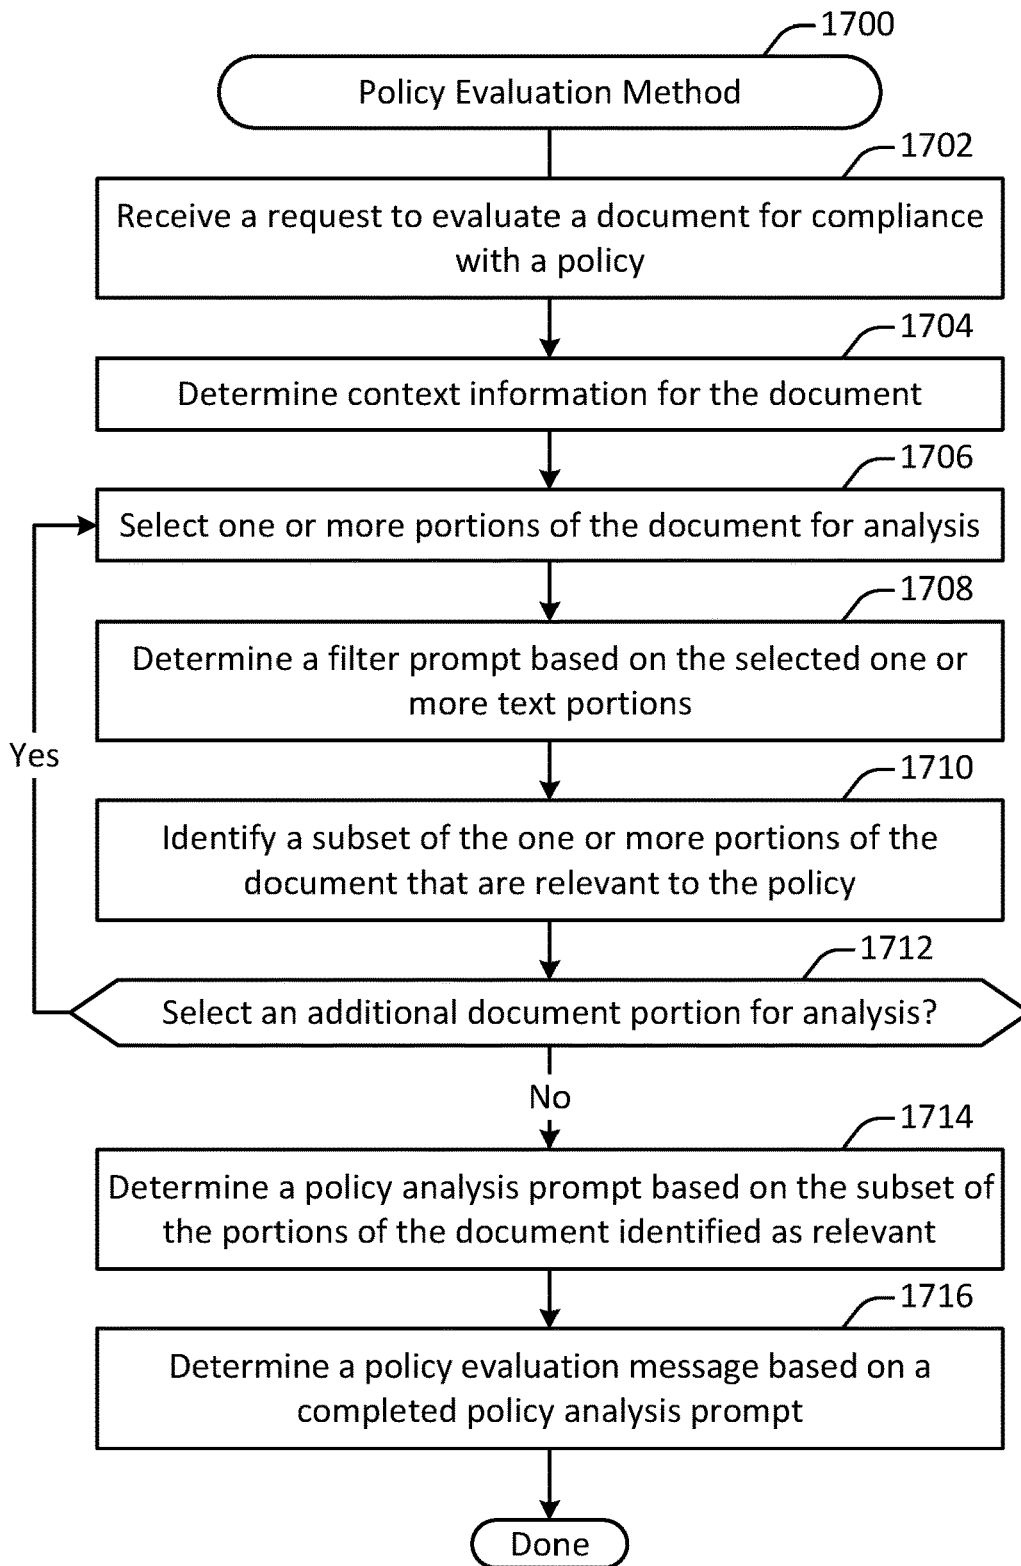 1700
Policy Evaluation Method
1702
Receive a request to evaluate a document for compliance
with a policy
1704
Determine context information for the document
1706
Select one or more portions of the document for analysis
1708
Determine a filter prompt based on the selected one or
more text portions
Yes
1710
Identify a subset of the one or more portions of the
document that are relevant to the policy
1712
Select an additional document portion for analysis?
No
1714
Determine a policy analysis prompt based on the subset of
the portions of the document identified as relevant
1716
Determine a policy evaluation message based on a
completed policy analysis prompt
Done